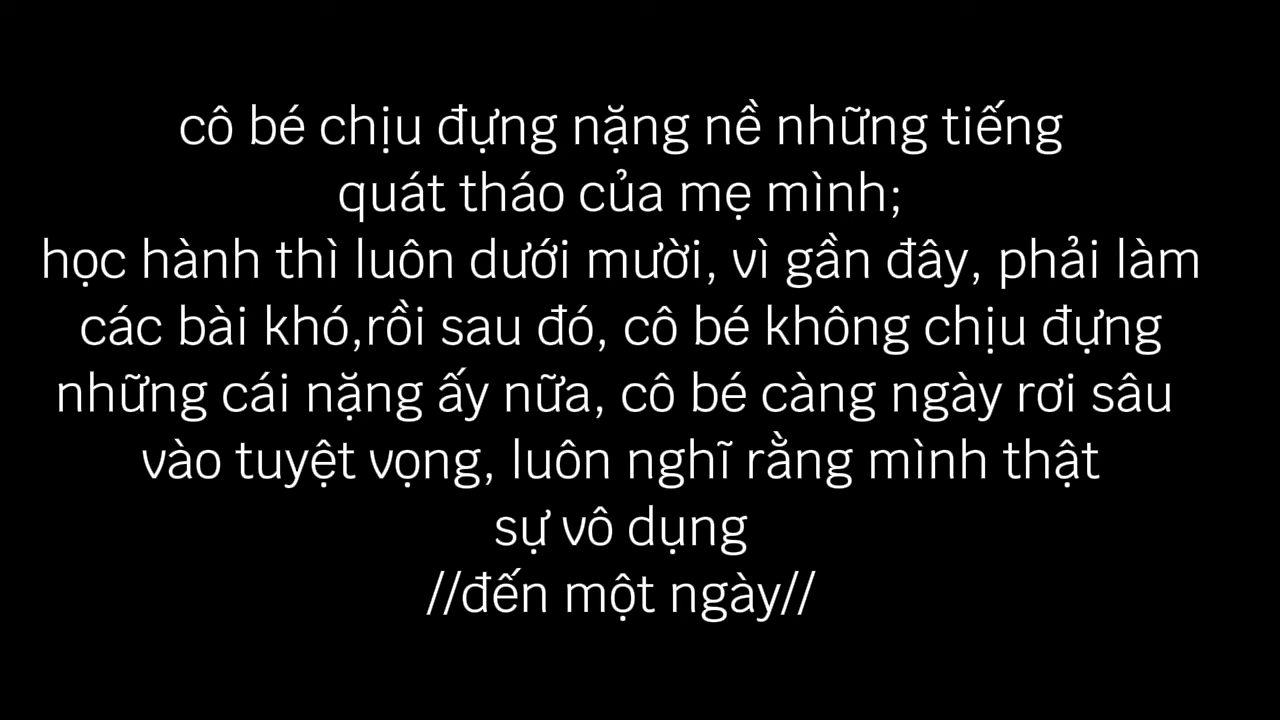 cô bé chịu đựng nặng nề những tiếng
quát tháo của mẹ mình;
học hành thì luôn dưới mười, vì gần đây, phải làm
các bài khó,rồi sau đó, cô bé không chịu đựng
những cái nặng ấy nữa, cô bé càng ngày rơi sâu
vào tuyệt vọng, luôn nghĩ rằng mình thật
sự vô dụng
//đến một ngày//